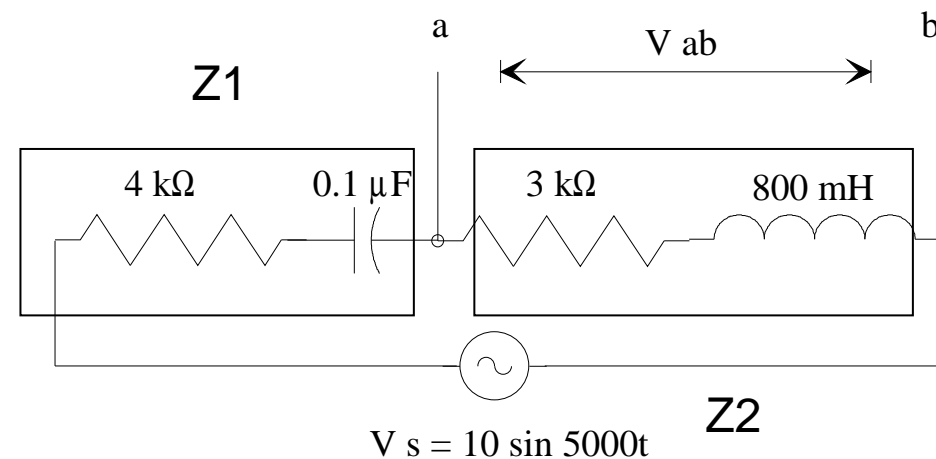 a
b
V ab
Z1
4 kΩ
0.1 µF
3 kΩ
800 mH
Z2
V s = 10 sin 5000t